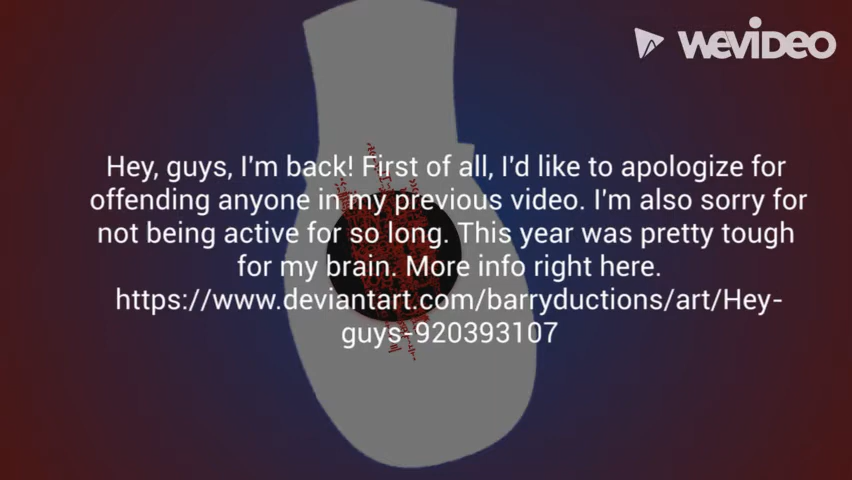 WEVIDEO
Hey, guys, I'm back! First of all, I'd like to apologize for
offending anyone in my previous video. I'm also sorry for
not being active for so long. This year was pretty tough
for my brain. More info right here.
https://www.deviantart.com/barryductions/art/Hey-
guys-920393107